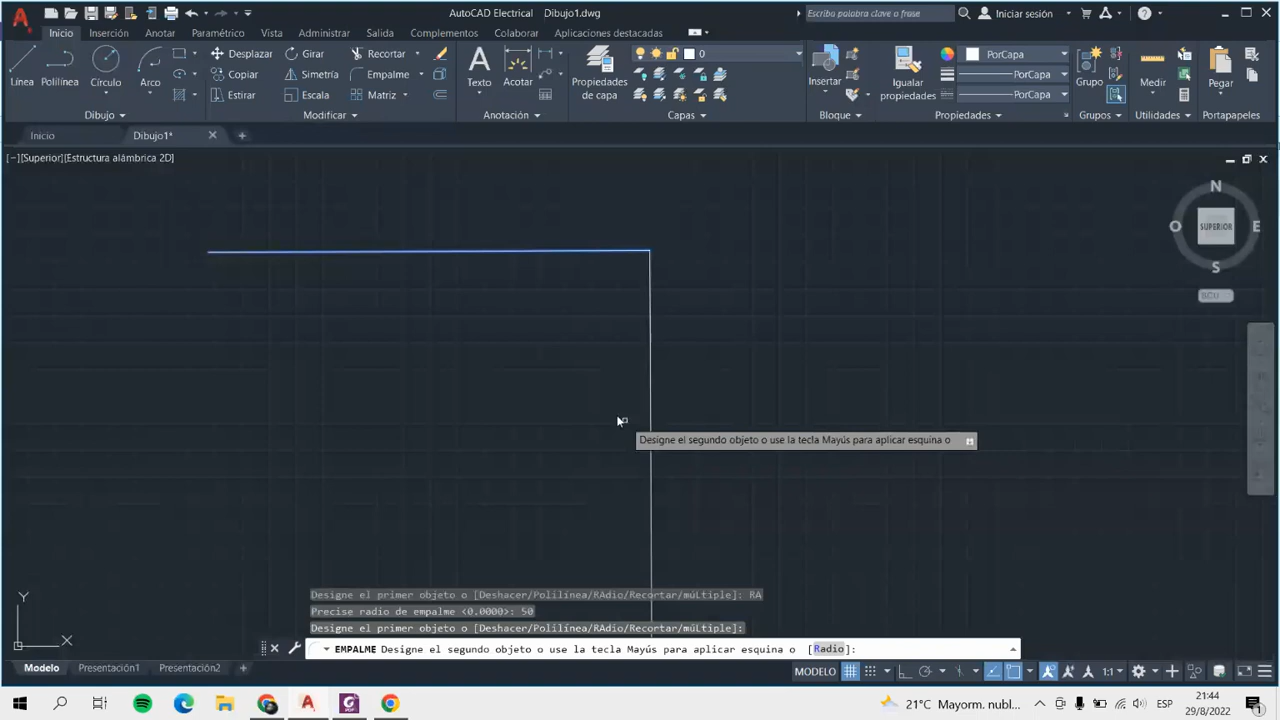 AutoCAD Electrical Dibujo1.dwg
Escriba palabra clave o frase
Iniciar sesión
Inicio Inserción Anotar Paramétrico Vista Administrar Salida Complementos Colaborar Aplicaciones destacadas
Línea Polilínea Círculo Arco
Desplazar Girar Recortar
Copiar Simetría Empalme
Estirar Escala Matriz
Texto Acotar
Propiedades de capa
0
Insertar
Igualar propiedades
PorCapa
PorCapa
PorCapa
Grupo
Medir
Pegar
Dibujo Modificar Anotación Capas Bloque Propiedades Grupos Utilidades Portapapeles
Inicio Dibujo1*
[−][Superior][Estructura alámbrica 2D]
N
O SUPERIOR E
S
BCU
Designe el segundo objeto o use la tecla Mayús para aplicar esquina o
Designe el primer objeto o [Deshacer/Polilínea/RAdio/Recortar/múLtiple]: RA
Precise radio de empalme <0.0000>: 50
Designe el primer objeto o [Deshacer/Polilínea/RAdio/Recortar/múLtiple]:
EMPALME Designe el segundo objeto o use la tecla Mayús para aplicar esquina o [Radio]:
Y
X
Modelo Presentación1 Presentación2
MODELO 1:1
21°C Mayorm. nubl...
ESP
21:44
29/8/2022
1